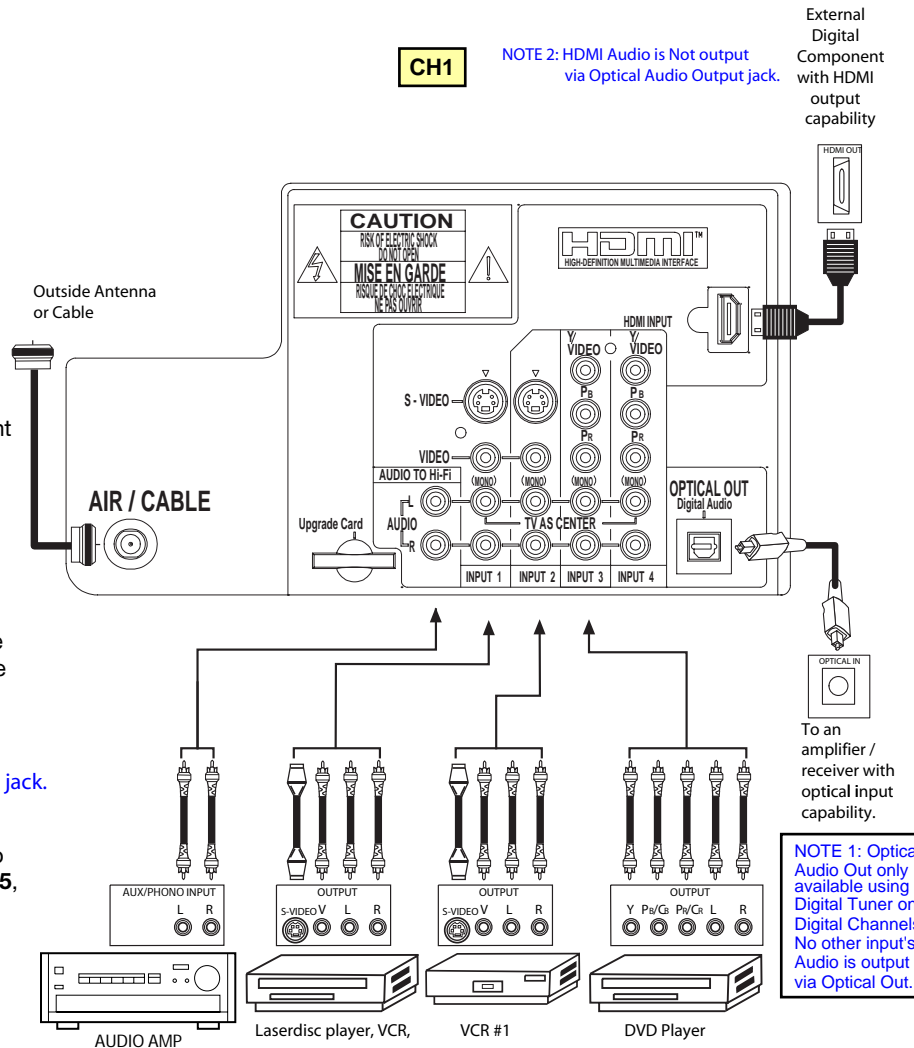 External
Digital
Component
with HDMI
output
capability
CH1
NOTE 2: HDMI Audio is Not output
via Optical Audio Output jack.
HDMI OUT
CAUTION
RISK OF ELECTRIC SHOCK
DO NOT OPEN
MISE EN GARDE
RISQUE DE CHOC ELECTRIQUE
NE PAS OUVRIR
HDMI™
HIGH-DEFINITION MULTIMEDIA INTERFACE
Outside Antenna
or Cable
HDMI INPUT
Y/ VIDEO
Y/ VIDEO
S - VIDEO
PB PB
PR PR
VIDEO
nt
AUDIO TO Hi-Fi
(MONO) (MONO) (MONO) (MONO)
OPTICAL OUT
Digital Audio
AIR / CABLE
Upgrade Card
L
AUDIO
R
TV AS CENTER
INPUT 1 INPUT 2 INPUT 3 INPUT 4
e
e
OPTICAL IN
To an
amplifier /
receiver with
optical input
capability.
jack.
o
5,
AUX/PHONO INPUT
L R
OUTPUT
S-VIDEO V L R
OUTPUT
S-VIDEO V L R
OUTPUT
Y PB/CB PR/CR L R
NOTE 1: Optica
Audio Out only
available using
Digital Tuner on
Digital Channels
No other input's
Audio is output
via Optical Out.
AUDIO AMP
Laserdisc player, VCR,
VCR #1
DVD Player